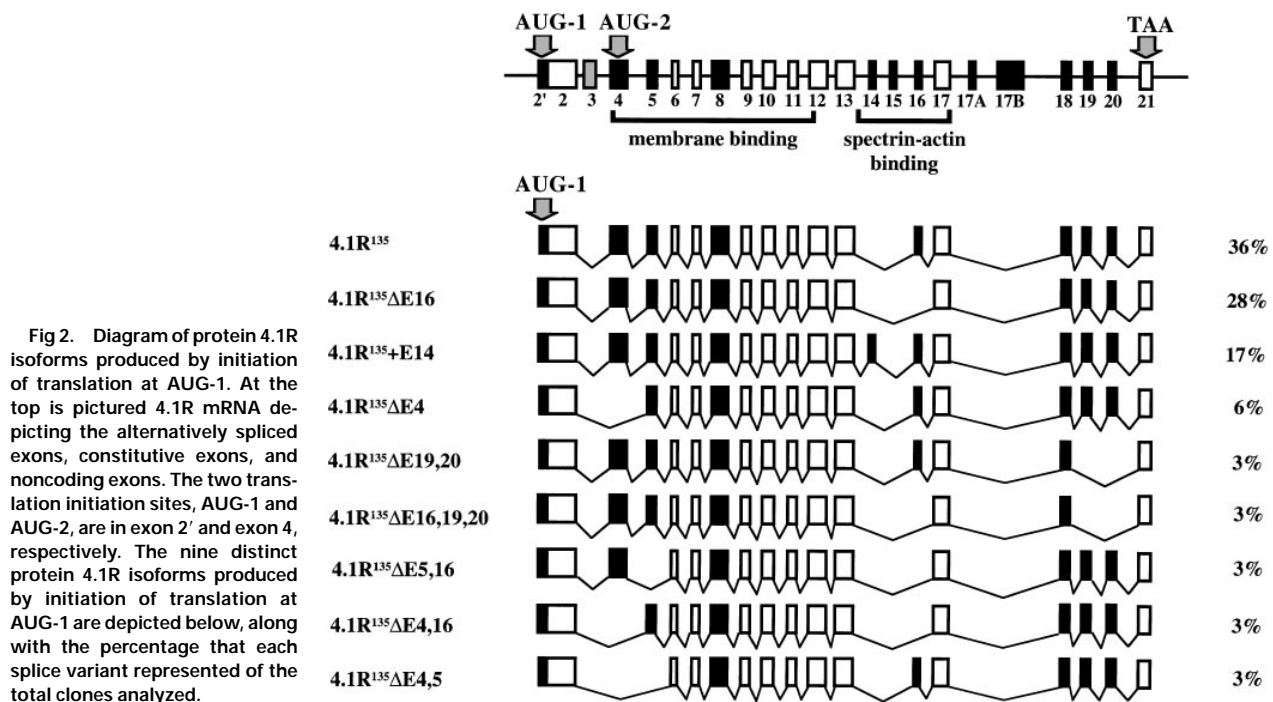 AUG-1 AUG-2 TAA
2' 2 3 4 5 6 7 8 9 10 11 12 13 14 15 16 17 17A 17B 18 19 20 21
membrane binding spectrin-actin
binding
AUG-1
4.1R¹³⁵ 36%
4.1R¹³⁵ΔE16 28%
4.1R¹³⁵+E14 17%
4.1R¹³⁵ΔE4 6%
4.1R¹³⁵ΔE19,20 3%
4.1R¹³⁵ΔE16,19,20 3%
4.1R¹³⁵ΔE5,16 3%
4.1R¹³⁵ΔE4,16 3%
4.1R¹³⁵ΔE4,5 3%
Fig 2. Diagram of protein 4.1R
isoforms produced by initiation
of translation at AUG-1. At the
top is pictured 4.1R mRNA de-
picting the alternatively spliced
exons, constitutive exons, and
noncoding exons. The two trans-
lation initiation sites, AUG-1 and
AUG-2, are in exon 2′ and exon 4,
respectively. The nine distinct
protein 4.1R isoforms produced
by initiation of translation at
AUG-1 are depicted below, along
with the percentage that each
splice variant represented of the
total clones analyzed.